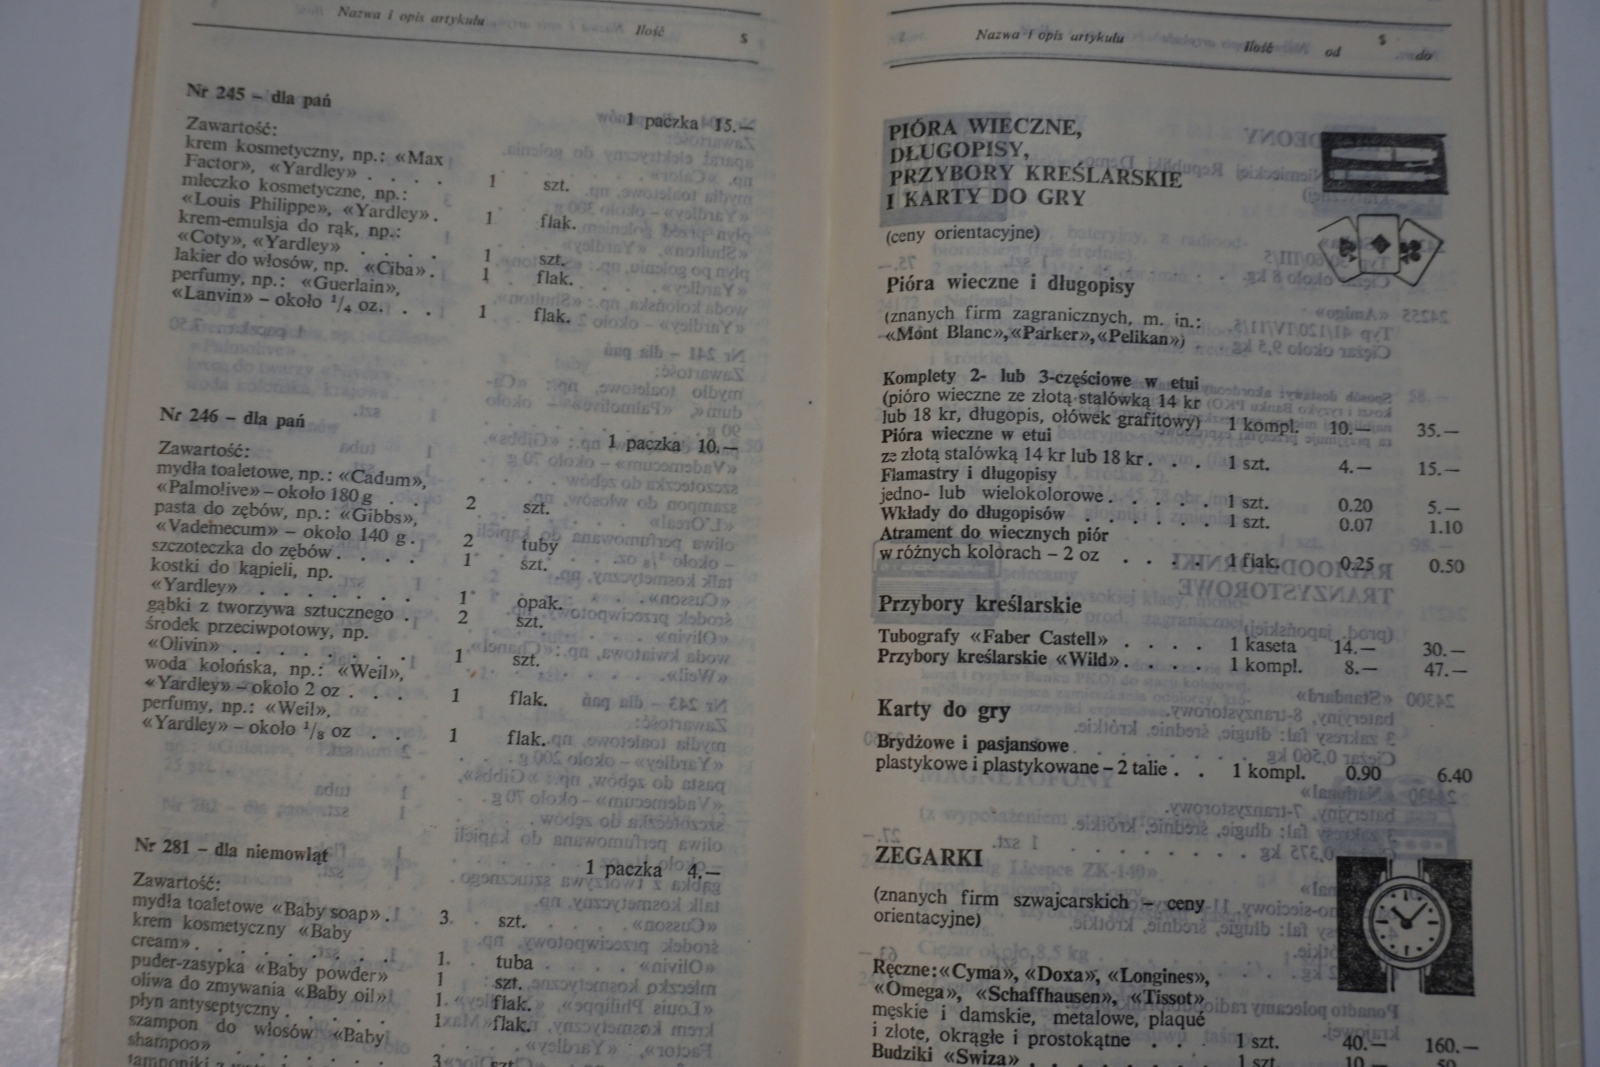 Nazwa i opis artykułu Ilość $
Nr 245 – dla pań
1 paczka 15.—
Zawartość:
krem kosmetyczny, np.: «Max
Factor», «Yardley» . . . . 1 szt.
mleczko kosmetyczne, np.:
«Louis Philippe», «Yardley» . 1 flak.
krem-emulsja do rąk, np.:
«Coty», «Yardley» . . . . 1 szt.
lakier do włosów, np. «Ciba» . 1 flak.
perfumy, np.: «Guerlain»,
«Lanvin» – około 1/4 oz. . . 1 flak.
Nr 246 – dla pań
1 paczka 10.—
Zawartość:
mydła toaletowe, np.: «Cadum»,
«Palmolive» – około 180 g . 2 szt.
pasta do zębów, np.: «Gibbs»,
«Vademecum» – około 140 g . 2 tuby
szczoteczka do zębów . . . . 1 szt.
kostki do kąpieli, np.
«Yardley» . . . . . . . 1 opak.
gąbki z tworzywa sztucznego . 2 szt.
środek przeciwpotowy, np.
«Olivin» . . . . . . . . 1 szt.
woda kolońska, np.: «Weil»,
«Yardley» – około 2 oz . . . 1 flak.
perfumy, np.: «Weil»,
«Yardley» – około 1/8 oz . . 1 flak.
Nr 281 – dla niemowląt
1 paczka 4.—
Zawartość:
mydła toaletowe «Baby soap» . 3 szt.
krem kosmetyczny «Baby
cream» . . . . . . . . 1 tuba
puder-zasypka «Baby powder» 1 szt.
oliwa do zmywania «Baby oil» 1 flak.
płyn antyseptyczny . . . . . 1 flak.
szampon do włosów «Baby
shampoo» . . . . . . .
tamponiki 3 szt.
Nazwa i opis artykułu Ilość $ od do
PIÓRA WIECZNE,
DŁUGOPISY,
PRZYBORY KREŚLARSKIE
I KARTY DO GRY
(ceny orientacyjne)
Pióra wieczne i długopisy
(znanych firm zagranicznych, m. in.:
«Mont Blanc», «Parker», «Pelikan»)
Komplety 2- lub 3-częściowe w etui
(pióro wieczne ze złotą stalówką 14 kr
lub 18 kr, długopis, ołówek grafitowy) 1 kompl. 10.— 35.—
Pióra wieczne w etui
ze złotą stalówką 14 kr lub 18 kr . . . 1 szt. 4.— 15.—
Flamastry i długopisy
jedno- lub wielokolorowe . . . . . 1 szt. 0.20 5.—
Wkłady do długopisów . . . . . . 1 szt. 0.07 1.10
Atrament do wiecznych piór
w różnych kolorach – 2 oz . . . . 1 flak. 0.25 0.50
Przybory kreślarskie
Tubografy «Faber Castell» . . . . 1 kaseta 14.— 30.—
Przybory kreślarskie «Wild» . . . . 1 kompl. 8.— 47.—
Karty do gry
Brydżowe i pasjansowe
plastykowe i plastykowane – 2 talie . . 1 kompl. 0.90 6.40
ZEGARKI
(znanych firm szwajcarskich – ceny
orientacyjne)
Ręczne: «Cyma», «Doxa», «Longines»,
«Omega», «Schaffhausen», «Tissot»
męskie i damskie, metalowe, plaqué
i złote, okrągłe i prostokątne . . . 1 szt. 40.— 160.—
Budziki «Swiza» . . . . . . . 1 szt. 10.— 50.—